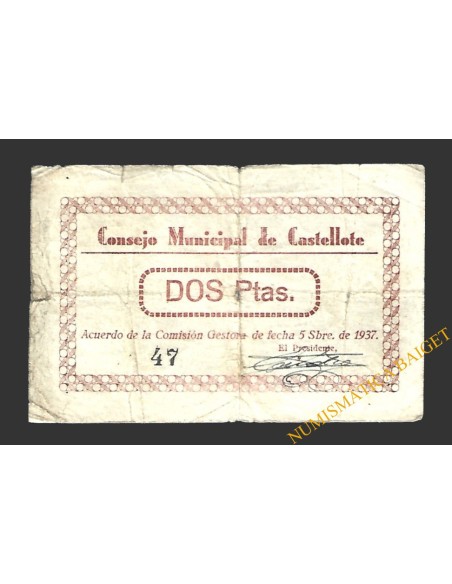 Consejo Municipal de Castellote
DOS Ptas.
Acuerdo de la Comisión Gestora de fecha 5 Sbre. de 1937.
El Presidente,
47
NUMISMATICA BAIGET